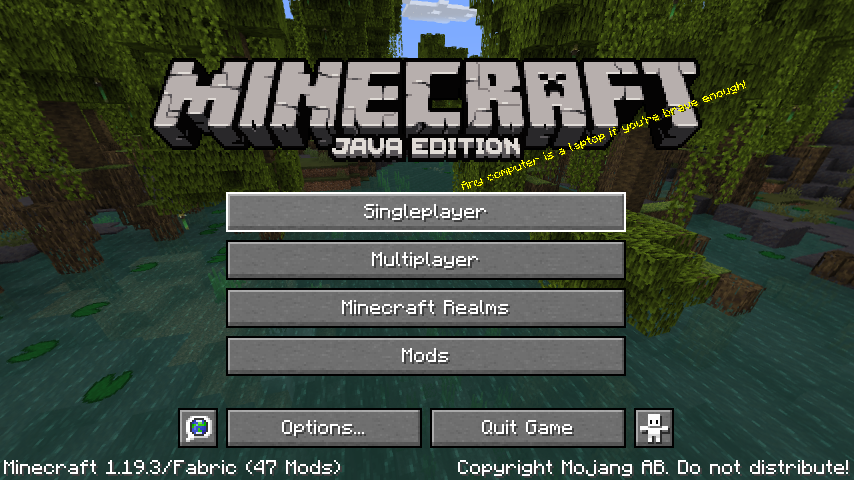 MINECRAFT
JAVA EDITION
Any computer is a laptop if you're brave enough!
Singleplayer
Multiplayer
Minecraft Realms
Mods
Options...
Quit Game
Minecraft 1.19.3/Fabric (47 Mods)
Copyright Mojang AB. Do not distribute!